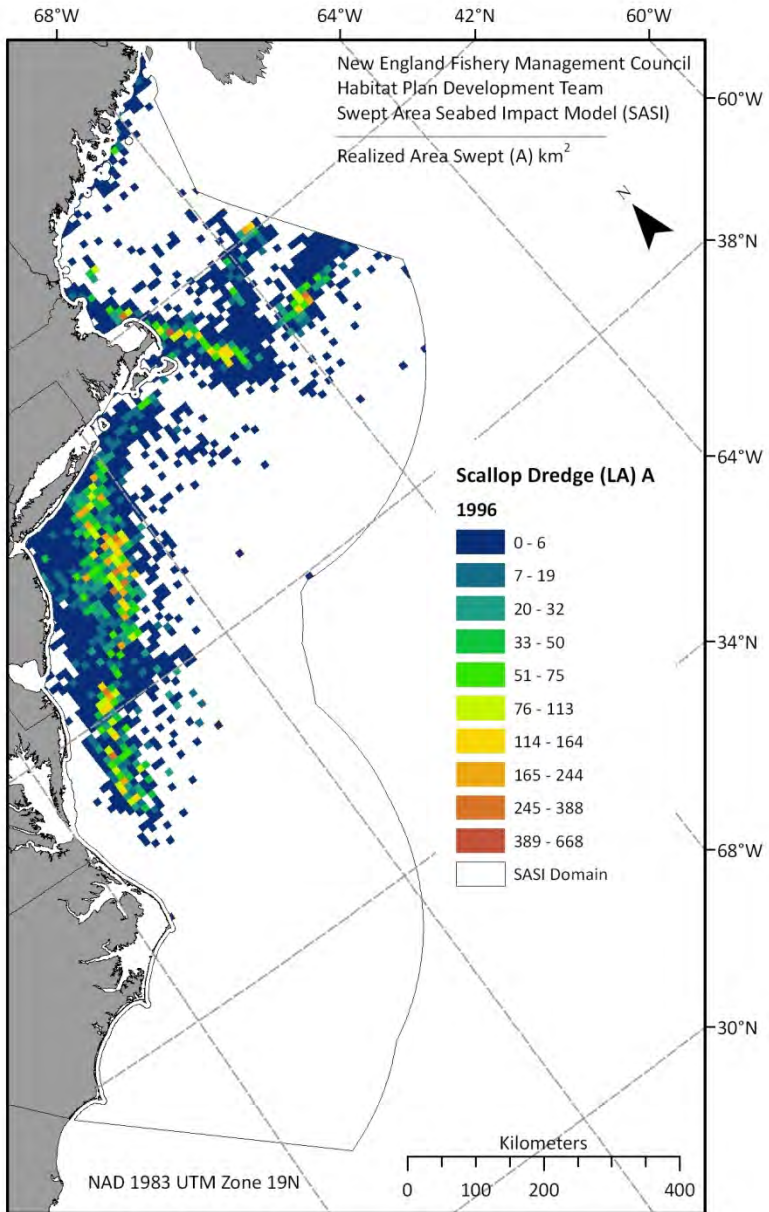 68°W 64°W 42°N 60°W
New England Fishery Management Council
Habitat Plan Development Team
Swept Area Seabed Impact Model (SASI)
Realized Area Swept (A) km²
60°W
N
38°N
64°W
Scallop Dredge (LA) A
1996
0 - 6
7 - 19
20 - 32
33 - 50
51 - 75
76 - 113
114 - 164
165 - 244
245 - 388
389 - 668
SASI Domain
34°N
68°W
30°N
Kilometers
0 100 200 300 400
NAD 1983 UTM Zone 19N